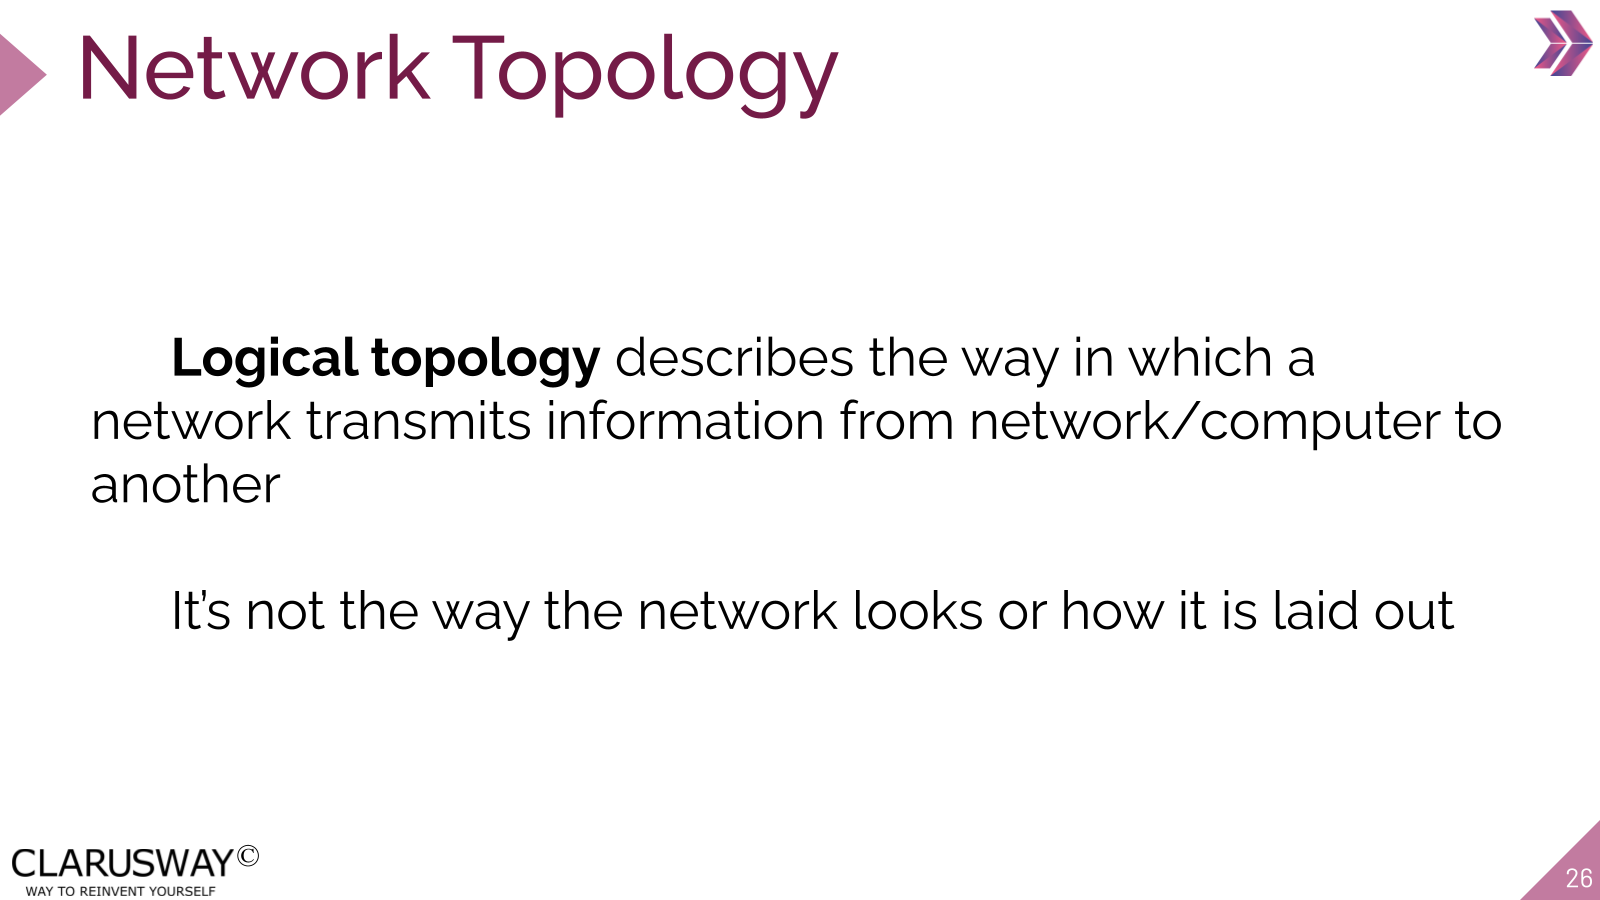 Network Topology
Logical topology describes the way in which a
network transmits information from network/computer to
another
It’s not the way the network looks or how it is laid out
CLARUSWAY©
WAY TO REINVENT YOURSELF
26